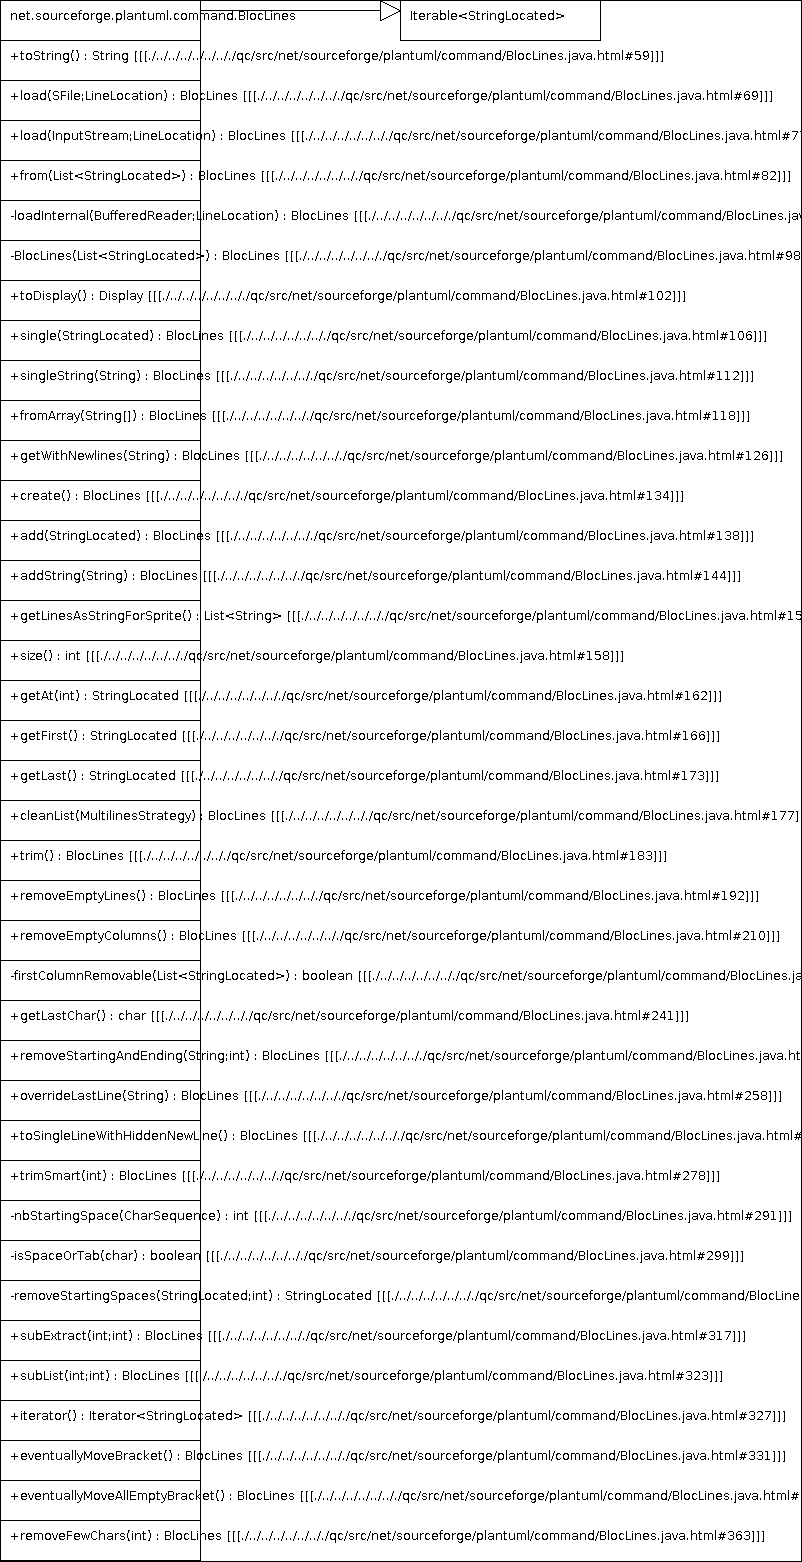 net.sourceforge.plantuml.command.BlocLines
Iterable<StringLocated>
+toString() : String [[[./../../../../../../../qc/src/net/sourceforge/plantuml/command/BlocLines.java.html#59]]]
+load(SFile;LineLocation) : BlocLines [[[./../../../../../../../qc/src/net/sourceforge/plantuml/command/BlocLines.java.html#69]]]
+load(InputStream;LineLocation) : BlocLines [[[./../../../../../../../qc/src/net/sourceforge/plantuml/command/BlocLines.java.html#7
+from(List<StringLocated>) : BlocLines [[[./../../../../../../../qc/src/net/sourceforge/plantuml/command/BlocLines.java.html#82]]]
-loadInternal(BufferedReader;LineLocation) : BlocLines [[[./../../../../../../../qc/src/net/sourceforge/plantuml/command/BlocLines.jav
-BlocLines(List<StringLocated>) : BlocLines [[[./../../../../../../../qc/src/net/sourceforge/plantuml/command/BlocLines.java.html#98
+toDisplay() : Display [[[./../../../../../../../qc/src/net/sourceforge/plantuml/command/BlocLines.java.html#102]]]
+single(StringLocated) : BlocLines [[[./../../../../../../../qc/src/net/sourceforge/plantuml/command/BlocLines.java.html#106]]]
+singleString(String) : BlocLines [[[./../../../../../../../qc/src/net/sourceforge/plantuml/command/BlocLines.java.html#112]]]
+fromArray(String[]) : BlocLines [[[./../../../../../../../qc/src/net/sourceforge/plantuml/command/BlocLines.java.html#118]]]
+getWithNewlines(String) : BlocLines [[[./../../../../../../../qc/src/net/sourceforge/plantuml/command/BlocLines.java.html#126]]]
+create() : BlocLines [[[./../../../../../../../qc/src/net/sourceforge/plantuml/command/BlocLines.java.html#134]]]
+add(StringLocated) : BlocLines [[[./../../../../../../../qc/src/net/sourceforge/plantuml/command/BlocLines.java.html#138]]]
+addString(String) : BlocLines [[[./../../../../../../../qc/src/net/sourceforge/plantuml/command/BlocLines.java.html#144]]]
+getLinesAsStringForSprite() : List<String> [[[./../../../../../../../qc/src/net/sourceforge/plantuml/command/BlocLines.java.html#15
+size() : int [[[./../../../../../../../qc/src/net/sourceforge/plantuml/command/BlocLines.java.html#158]]]
+getAt(int) : StringLocated [[[./../../../../../../../qc/src/net/sourceforge/plantuml/command/BlocLines.java.html#162]]]
+getFirst() : StringLocated [[[./../../../../../../../qc/src/net/sourceforge/plantuml/command/BlocLines.java.html#166]]]
+getLast() : StringLocated [[[./../../../../../../../qc/src/net/sourceforge/plantuml/command/BlocLines.java.html#173]]]
+cleanList(MultilinesStrategy) : BlocLines [[[./../../../../../../../qc/src/net/sourceforge/plantuml/command/BlocLines.java.html#177]
+trim() : BlocLines [[[./../../../../../../../qc/src/net/sourceforge/plantuml/command/BlocLines.java.html#183]]]
+removeEmptyLines() : BlocLines [[[./../../../../../../../qc/src/net/sourceforge/plantuml/command/BlocLines.java.html#192]]]
+removeEmptyColumns() : BlocLines [[[./../../../../../../../qc/src/net/sourceforge/plantuml/command/BlocLines.java.html#210]]]
-firstColumnRemovable(List<StringLocated>) : boolean [[[./../../../../../../../qc/src/net/sourceforge/plantuml/command/BlocLines.ja
+getLastChar() : char [[[./../../../../../../../qc/src/net/sourceforge/plantuml/command/BlocLines.java.html#241]]]
+removeStartingAndEnding(String;int) : BlocLines [[[./../../../../../../../qc/src/net/sourceforge/plantuml/command/BlocLines.java.ht
+overrideLastLine(String) : BlocLines [[[./../../../../../../../qc/src/net/sourceforge/plantuml/command/BlocLines.java.html#258]]]
+toSingleLineWithHiddenNewLine() : BlocLines [[[./../../../../../../../qc/src/net/sourceforge/plantuml/command/BlocLines.java.html#
+trimSmart(int) : BlocLines [[[./../../../../../../../qc/src/net/sourceforge/plantuml/command/BlocLines.java.html#278]]]
-nbStartingSpace(CharSequence) : int [[[./../../../../../../../qc/src/net/sourceforge/plantuml/command/BlocLines.java.html#291]]]
-isSpaceOrTab(char) : boolean [[[./../../../../../../../qc/src/net/sourceforge/plantuml/command/BlocLines.java.html#299]]]
-removeStartingSpaces(StringLocated;int) : StringLocated [[[./../../../../../../../qc/src/net/sourceforge/plantuml/command/BlocLine
+subExtract(int;int) : BlocLines [[[./../../../../../../../qc/src/net/sourceforge/plantuml/command/BlocLines.java.html#317]]]
+subList(int;int) : BlocLines [[[./../../../../../../../qc/src/net/sourceforge/plantuml/command/BlocLines.java.html#323]]]
+iterator() : Iterator<StringLocated> [[[./../../../../../../../qc/src/net/sourceforge/plantuml/command/BlocLines.java.html#327]]]
+eventuallyMoveBracket() : BlocLines [[[./../../../../../../../qc/src/net/sourceforge/plantuml/command/BlocLines.java.html#331]]]
+eventuallyMoveAllEmptyBracket() : BlocLines [[[./../../../../../../../qc/src/net/sourceforge/plantuml/command/BlocLines.java.html#
+removeFewChars(int) : BlocLines [[[./../../../../../../../qc/src/net/sourceforge/plantuml/command/BlocLines.java.html#363]]]